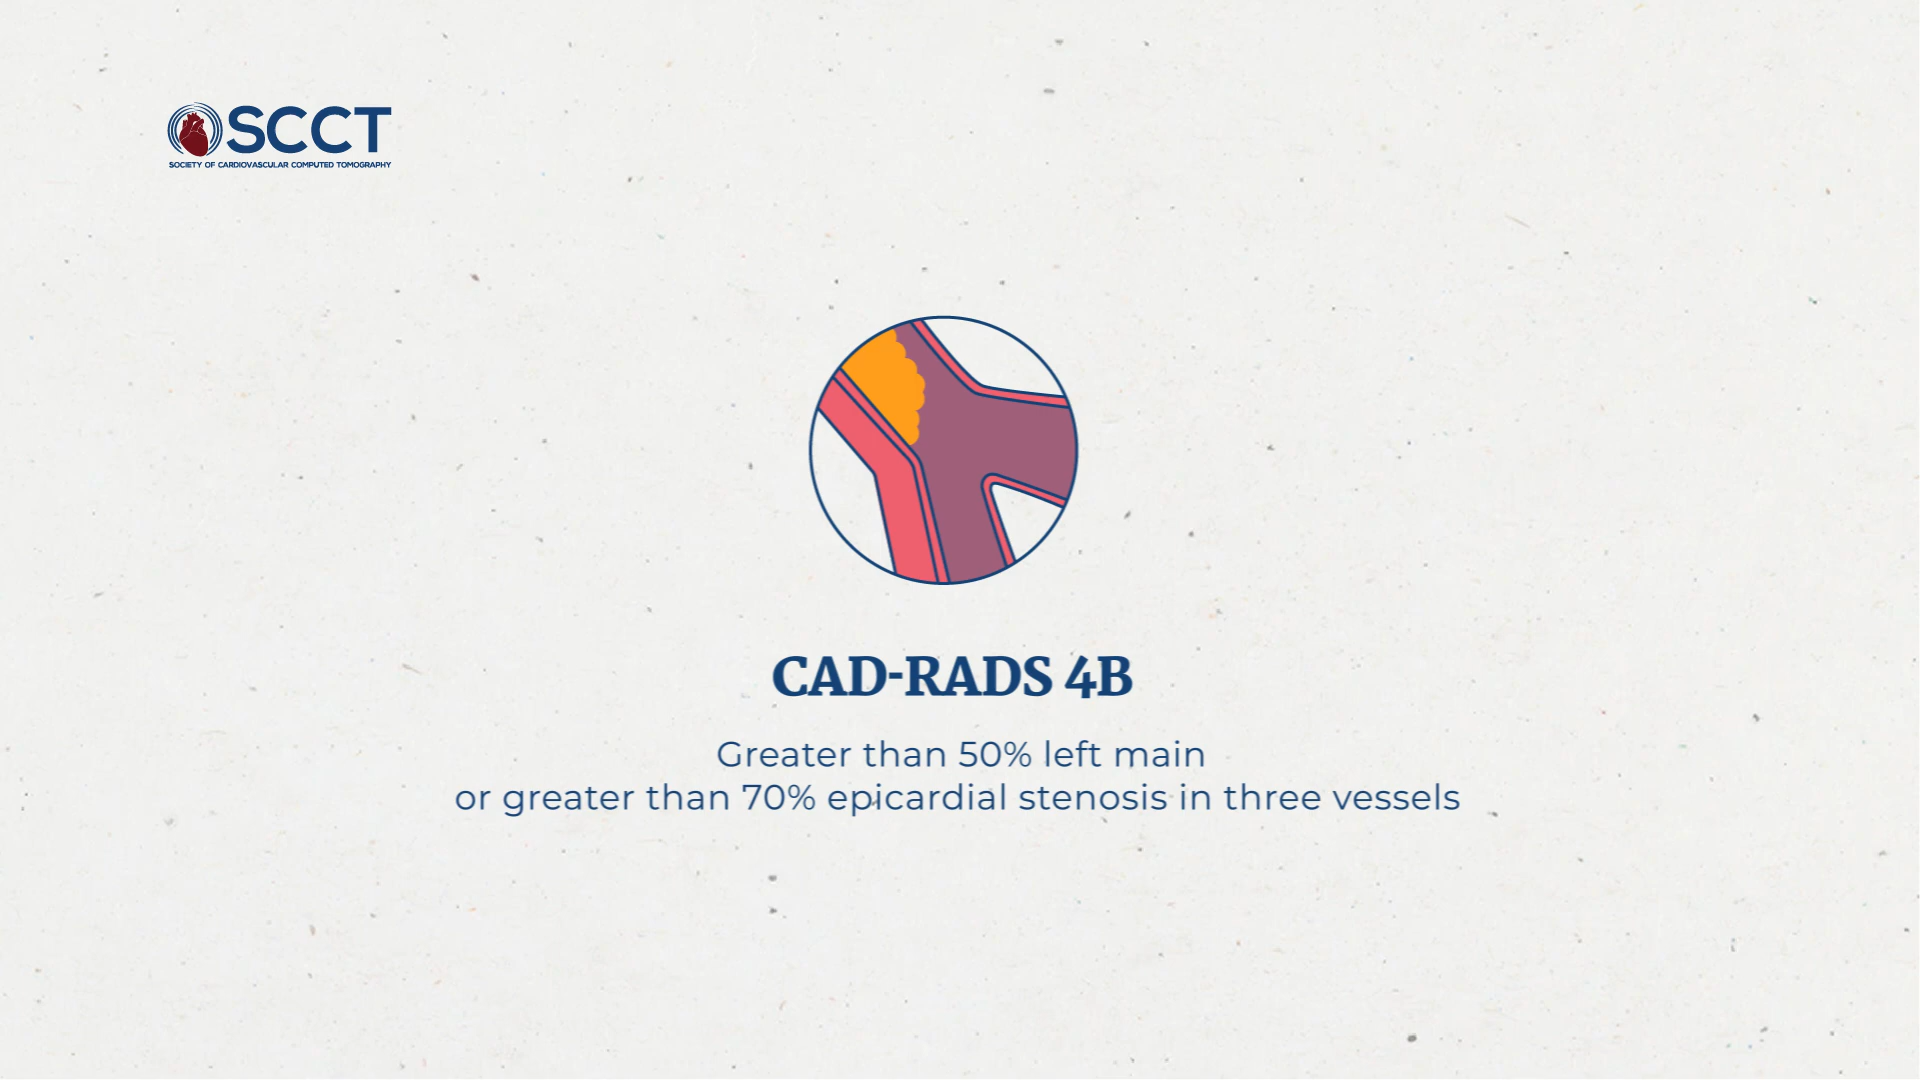 SCCT
SOCIETY OF CARDIOVASCULAR COMPUTED TOMOGRAPHY
CAD-RADS 4B
Greater than 50% left main
or greater than 70% epicardial stenosis in three vessels